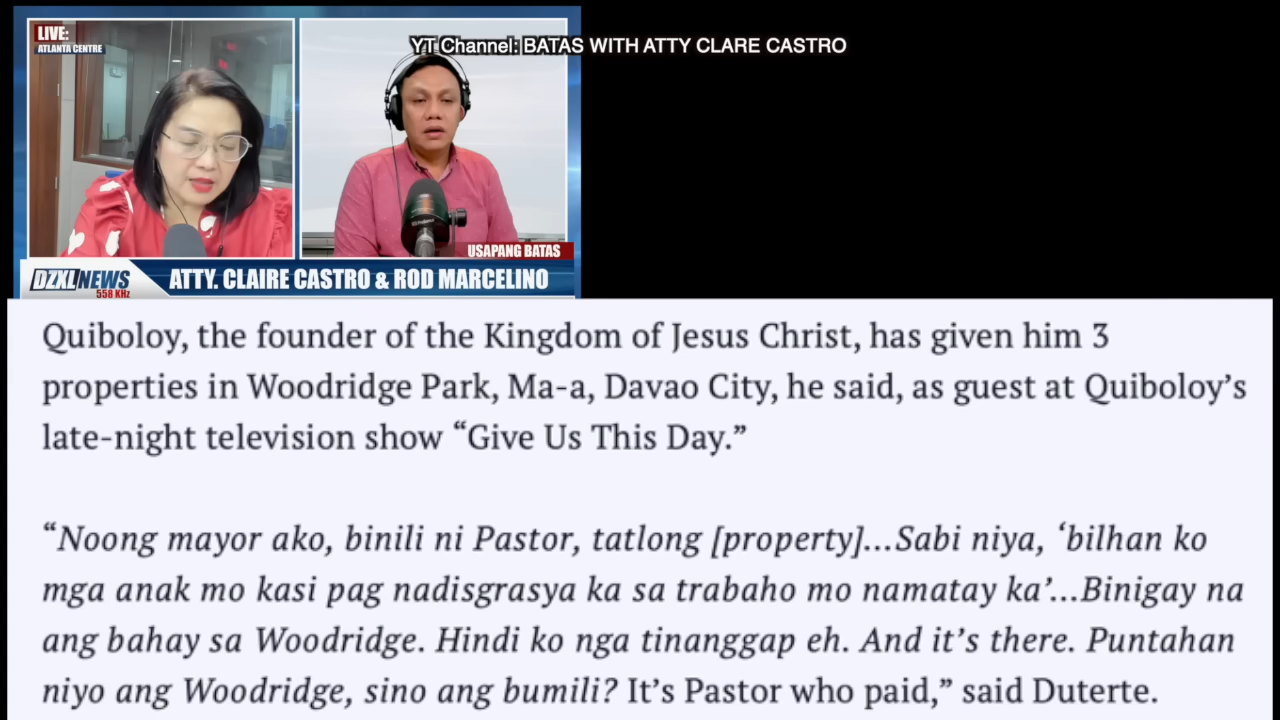 LIVE:
ATLANTA CENTRE
YT Channel: BATAS WITH ATTY CLARE CASTRO
USAPANG BATAS
DZXL NEWS
558 KHz
ATTY. CLAIRE CASTRO & ROD MARCELINO
Quiboloy, the founder of the Kingdom of Jesus Christ, has given him 3
properties in Woodridge Park, Ma-a, Davao City, he said, as guest at Quiboloy’s
late-night television show “Give Us This Day.”
“Noong mayor ako, binili ni Pastor, tatlong [property]...Sabi niya, ‘bilhan ko
mga anak mo kasi pag nadisgrasya ka sa trabaho mo namatay ka’...Binigay na
ang bahay sa Woodridge. Hindi ko nga tinanggap eh. And it’s there. Puntahan
niyo ang Woodridge, sino ang bumili? It’s Pastor who paid,” said Duterte.